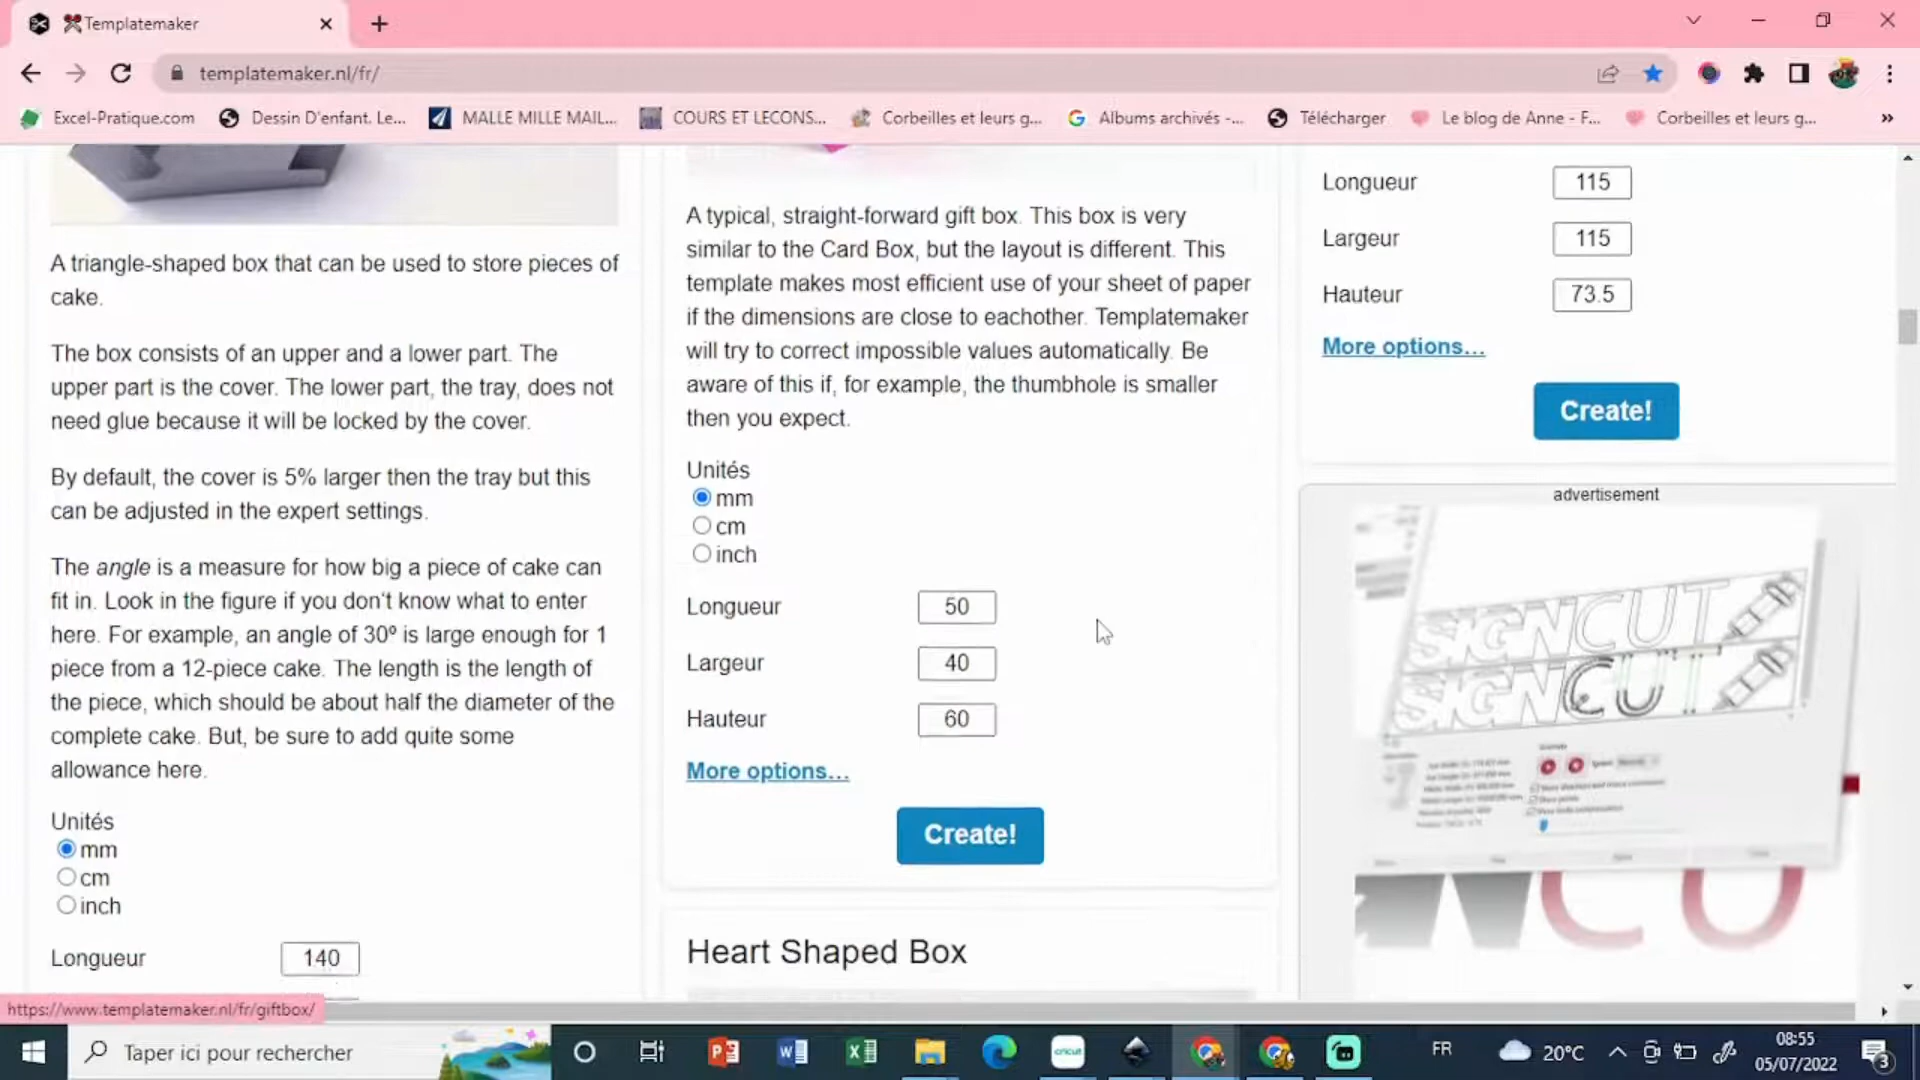 Templatemaker
templatemaker.nl/fr/
Excel-Pratique.com
Dessin D'enfant. Le...
MALLE MILLE MAIL...
COURS ET LECONS...
Corbeilles et leurs g...
Albums archivés -...
Télécharger
Le blog de Anne - F...
Corbeilles et leurs g...
»
A triangle-shaped box that can be used to store pieces of
cake.
The box consists of an upper and a lower part. The
upper part is the cover. The lower part, the tray, does not
need glue because it will be locked by the cover.
By default, the cover is 5% larger then the tray but this
can be adjusted in the expert settings.
The angle is a measure for how big a piece of cake can
fit in. Look in the figure if you don't know what to enter
here. For example, an angle of 30º is large enough for 1
piece from a 12-piece cake. The length is the length of
the piece, which should be about half the diameter of the
complete cake. But, be sure to add quite some
allowance here.
Unités
mm
cm
inch
Longueur 140
A typical, straight-forward gift box. This box is very
similar to the Card Box, but the layout is different. This
template makes most efficient use of your sheet of paper
if the dimensions are close to eachother. Templatemaker
will try to correct impossible values automatically. Be
aware of this if, for example, the thumbhole is smaller
then you expect.
Unités
mm
cm
inch
Longueur 50
Largeur 40
Hauteur 60
More options...
Create!
Heart Shaped Box
Longueur 115
Largeur 115
Hauteur 73.5
More options...
Create!
advertisement
SIGNCUT
SIGNCUT
CU
https://www.templatemaker.nl/fr/giftbox/
Taper ici pour rechercher
cricut
FR
20°C
08:55
05/07/2022
3